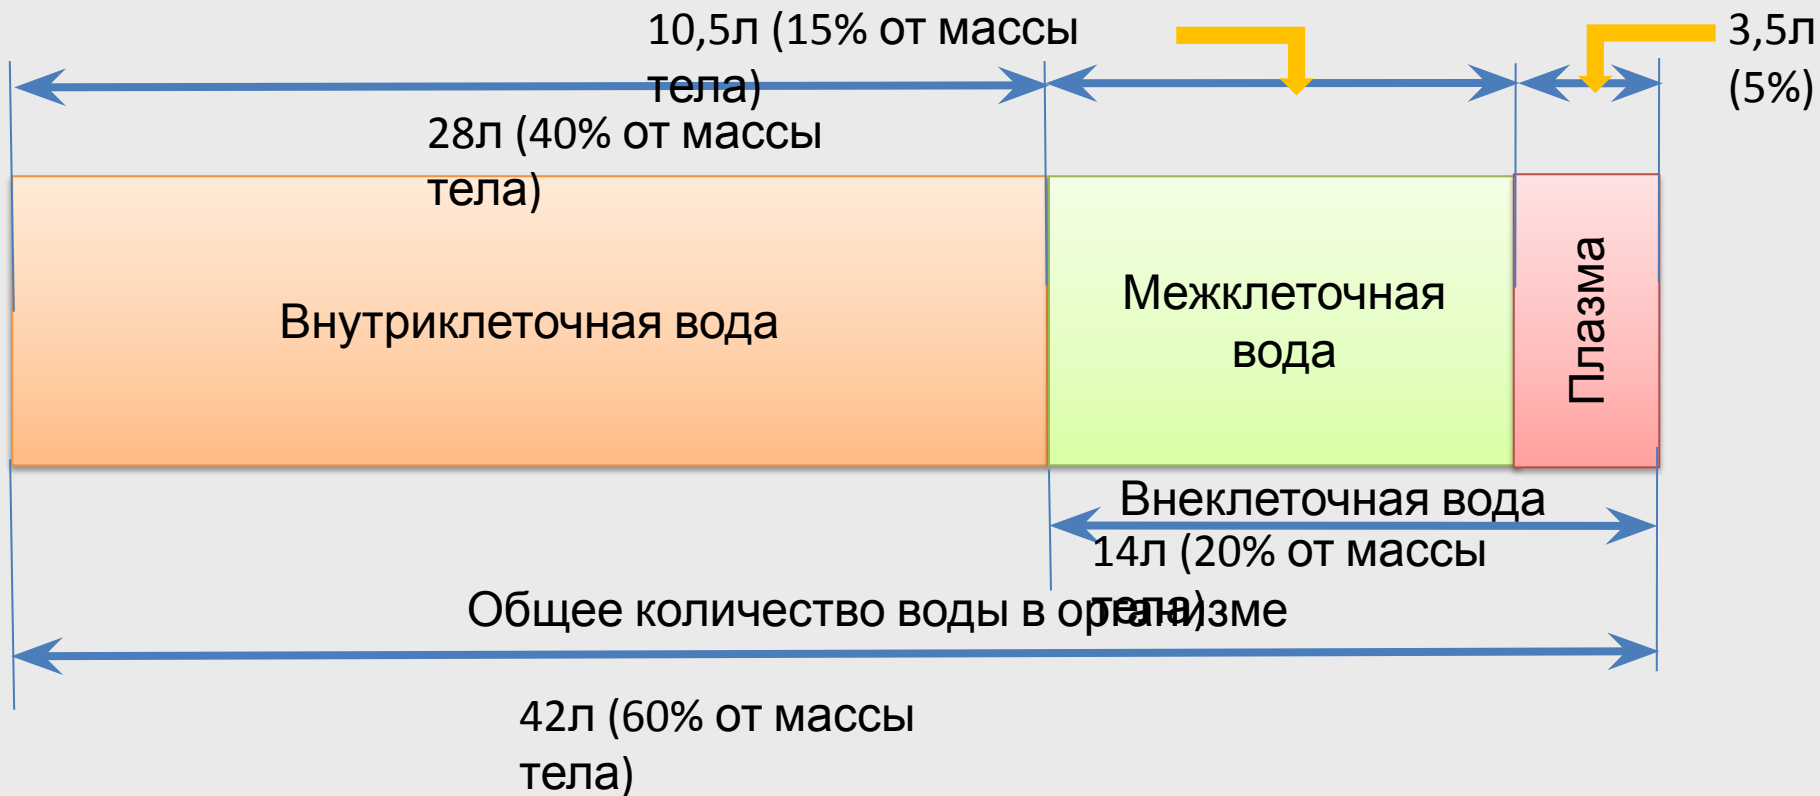 10,5л (15% от массы
тела)
3,5л
(5%)
28л (40% от массы
тела)
Внутриклеточная вода
Межклеточная
вода
Плазма
Внеклеточная вода
14л (20% от массы
тела)
Общее количество воды в организме
42л (60% от массы
тела)